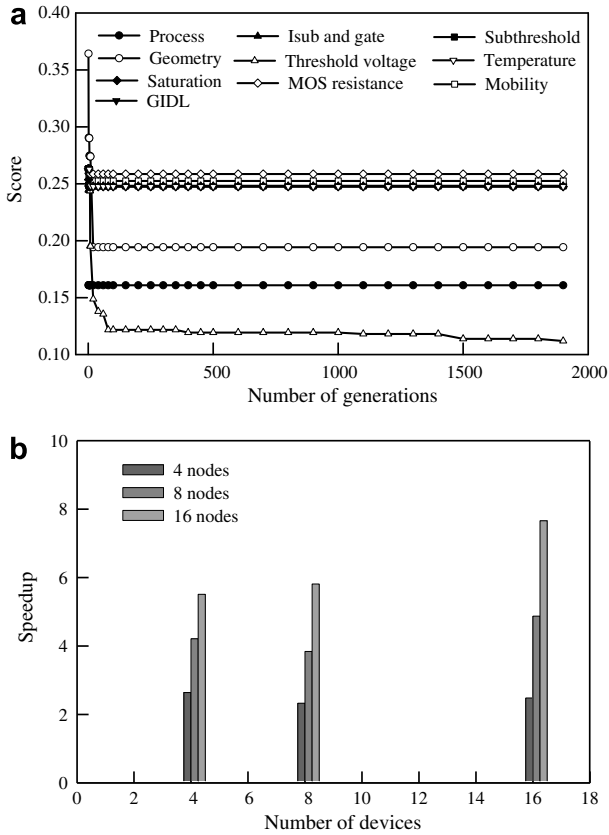 a
0.40
0.35
0.30
0.25
0.20
0.15
0.10
Score
Process
Geometry
Saturation
GIDL
Isub and gate
Threshold voltage
MOS resistance
Subthreshold
Temperature
Mobility
0 500 1000 1500 2000
Number of generations
b
10
8
6
4
2
0
Speedup
4 nodes
8 nodes
16 nodes
0 2 4 6 8 10 12 14 16 18
Number of devices